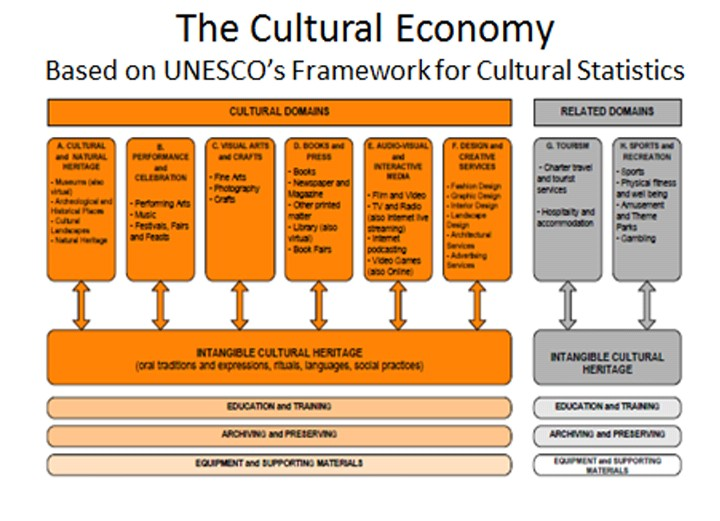 The Cultural Economy
Based on UNESCO's Framework for Cultural Statistics
CULTURAL DOMAINS
RELATED DOMAINS
A. CULTURAL
and NATURAL
HERITAGE
- Museums (also
virtual)
- Archeological and
Historical Places
- Cultural
Landscapes
- Natural Heritage
B.
PERFORMANCE
and
CELEBRATION
- Performing Arts
- Music
- Festivals, Fairs
and Feasts
C. VISUAL ARTS
and CRAFTS
- Fine Arts
- Photography
- Crafts
D. BOOKS and
PRESS
- Books
- Newspaper and
Magazine
- Other printed
matter
- Library (also
virtual)
- Book Fairs
E. AUDIO-VISUAL
and
INTERACTIVE
MEDIA
- Film and Video
- TV and Radio
(also Internet live
streaming)
- Internet
podcasting
- Video Games
(also Online)
F. DESIGN and
CREATIVE
SERVICES
- Fashion Design
- Graphic Design
- Interior Design
- Landscape
Design
- Architectural
Services
- Advertising
Services
G. TOURISM
- Charter travel
and tourist
services
- Hospitality and
accommodation
H. SPORTS and
RECREATION
- Sports
- Physical fitness
and well being
- Amusement
and Theme
Parks
- Gambling
INTANGIBLE CULTURAL HERITAGE
(oral traditions and expressions, rituals, languages, social practices)
INTANGIBLE CULTURAL
HERITAGE
EDUCATION and TRAINING
EDUCATION and TRAINING
ARCHIVING and PRESERVING
ARCHIVING and PRESERVING
EQUIPMENT and SUPPORTING MATERIALS
EQUIPMENT and SUPPORTING
MATERIALS